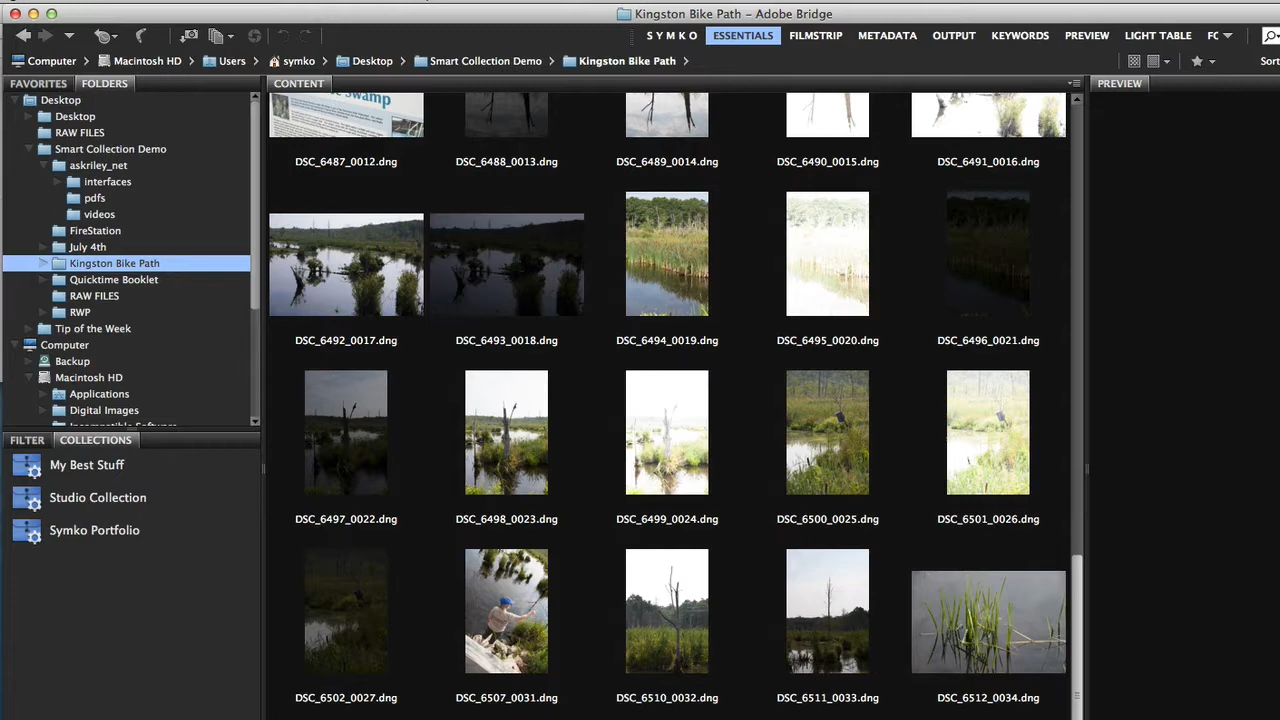 Kingston Bike Path – Adobe Bridge
S Y M K O ESSENTIALS FILMSTRIP METADATA OUTPUT KEYWORDS PREVIEW LIGHT TABLE FC
Computer Macintosh HD Users symko Desktop Smart Collection Demo Kingston Bike Path Sort
FAVORITES FOLDERS
Desktop
Desktop
RAW FILES
Smart Collection Demo
askriley_net
interfaces
pdfs
videos
FireStation
July 4th
Kingston Bike Path
Quicktime Booklet
RAW FILES
RWP
Tip of the Week
Computer
Backup
Macintosh HD
Applications
Digital Images
FILTER COLLECTIONS
My Best Stuff
Studio Collection
Symko Portfolio
CONTENT
Swamp
DSC_6487_0012.dng DSC_6488_0013.dng DSC_6489_0014.dng DSC_6490_0015.dng DSC_6491_0016.dng
DSC_6492_0017.dng DSC_6493_0018.dng DSC_6494_0019.dng DSC_6495_0020.dng DSC_6496_0021.dng
DSC_6497_0022.dng DSC_6498_0023.dng DSC_6499_0024.dng DSC_6500_0025.dng DSC_6501_0026.dng
DSC_6502_0027.dng DSC_6507_0031.dng DSC_6510_0032.dng DSC_6511_0033.dng DSC_6512_0034.dng
PREVIEW